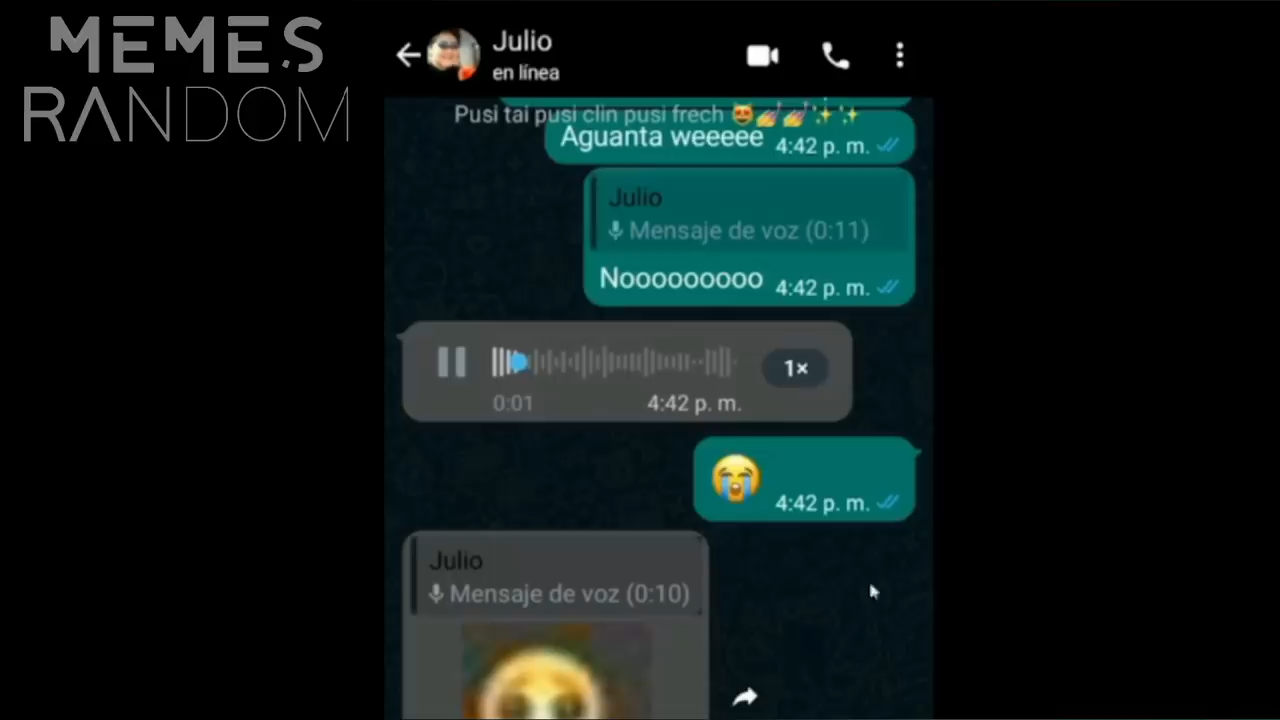 MEMES
RANDOM
Julio
en línea
Pusi tai pusi clin pusi frech 😻💅💅✨✨
Aguanta weeeee 4:42 p. m.
Julio
Mensaje de voz (0:11)
Nooooooooo 4:42 p. m.
1×
0:01 4:42 p. m.
😭 4:42 p. m.
Julio
Mensaje de voz (0:10)